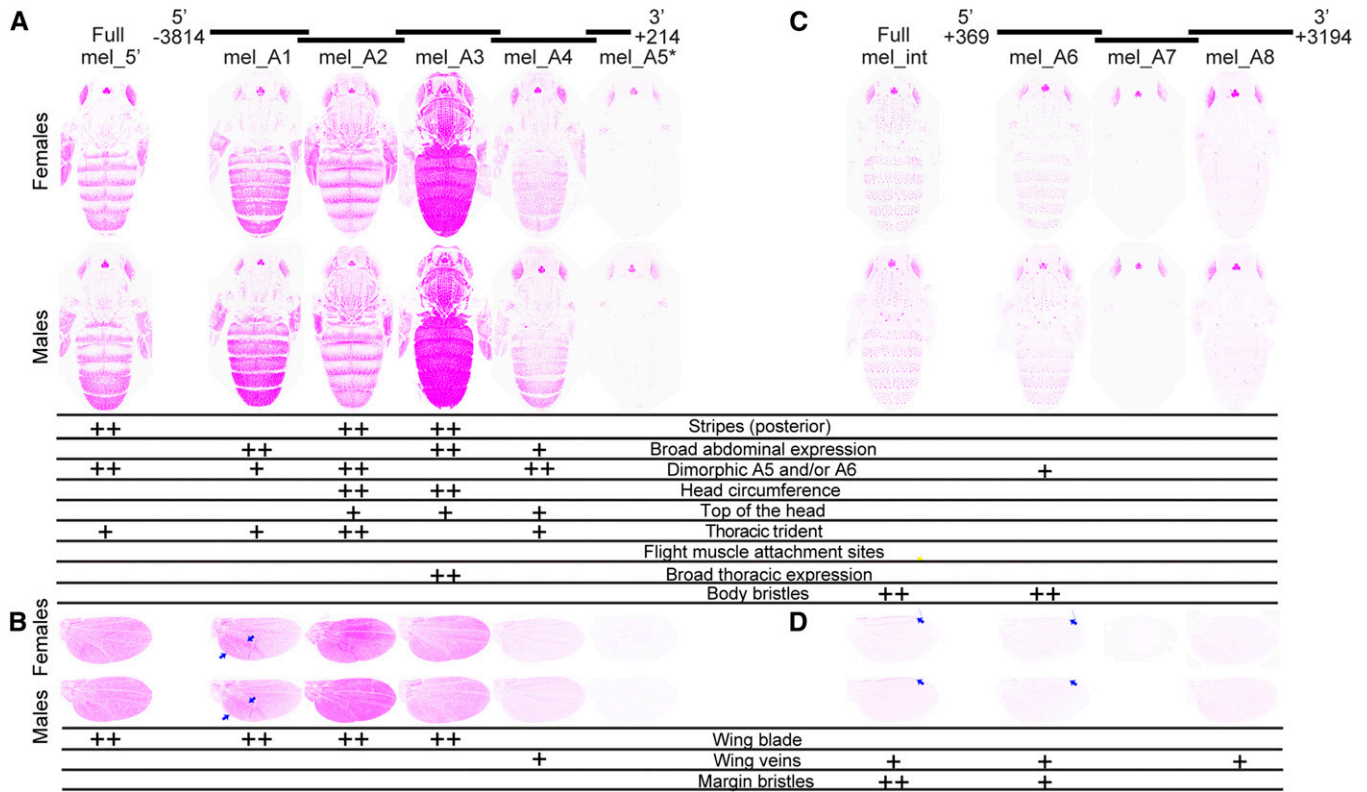 A
5'
3'
Full
-3814
+214
mel_5'
mel_A1
mel_A2
mel_A3
mel_A4
mel_A5*
C
5'
3'
Full
+369
+3194
mel_int
mel_A6
mel_A7
mel_A8
Females
Males
++ ++ ++ Stripes (posterior)
++ ++ + Broad abdominal expression
++ + ++ ++ Dimorphic A5 and/or A6 +
++ ++ Head circumference
+ + + Top of the head
+ + ++ + Thoracic trident
Flight muscle attachment sites
++ Broad thoracic expression
Body bristles ++ ++
B
D
Females
Males
++ ++ ++ ++ Wing blade
+ Wing veins + + +
Margin bristles ++ +